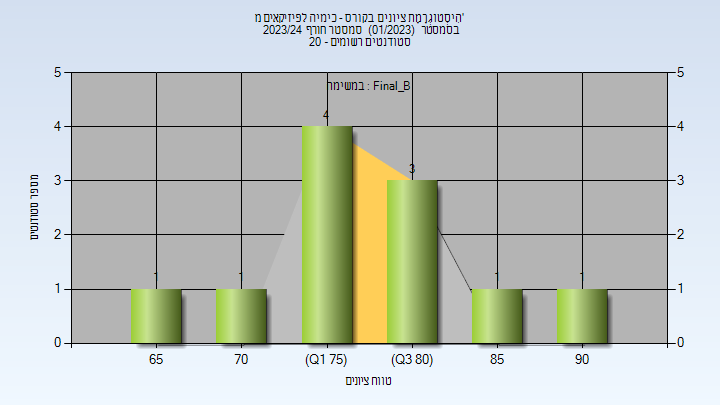 הִיסְטוֹגְרָמַת ציונים בקורס - כימיה לפיזיקאים מ'
בסמסטר (01/2023) סמסטר חורף 2023/24
סטודנטים רשומים - 20
במשימה : Final_B
מספר סטודנטים
5 5
4 4
3 3
2 2
1 1
0 0
1 1 4 3 1 1
65 70 (Q1 75) (Q3 80) 85 90
טווח ציונים